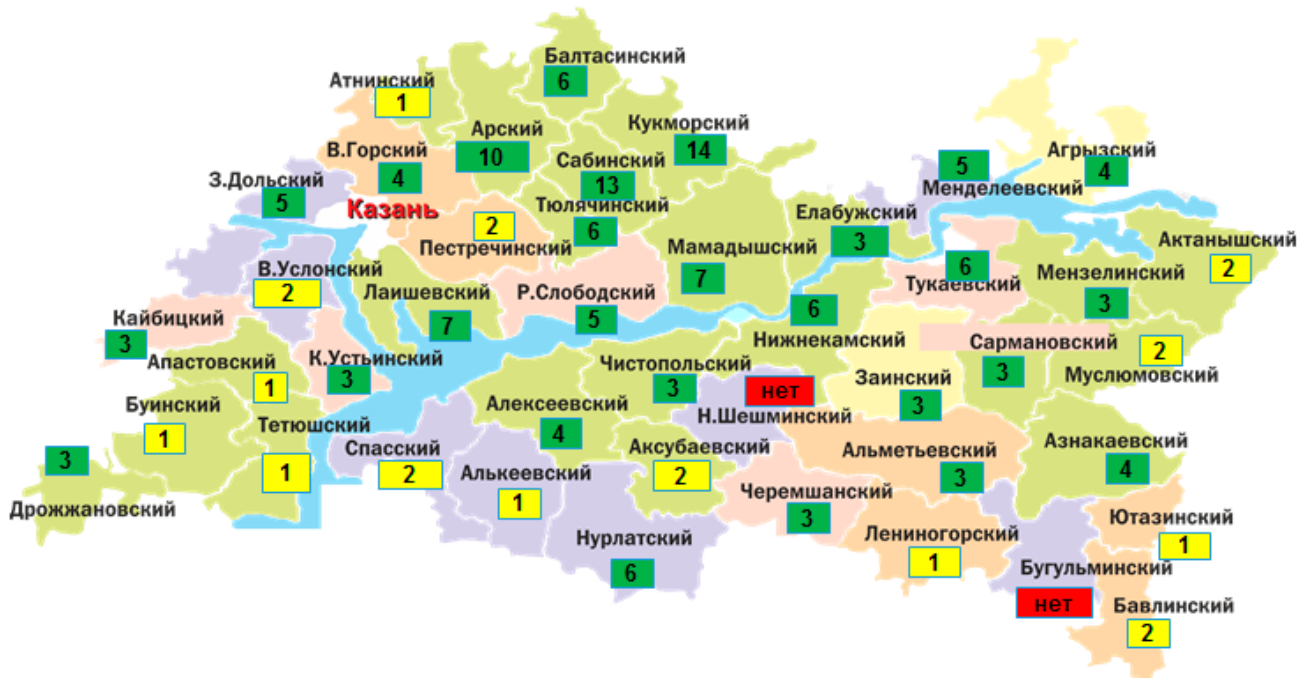 Балтасинский
6
Атнинский
1
Кукморский
14
Арский
10
В.Горский
4
Сабинский
13
Агрызский
4
5
Менделеевский
З.Дольский
5
Казань
Тюлячинский
6
Елабужский
3
2
Пестречинский
Мамадышский
7
Актанышский
2
В.Услонский
2
6
Тукаевский
Мензелинский
3
Лаишевский
7
Р.Слободский
5
Кайбицкий
3
6
Нижнекамский
Сармановский
3
2
Муслюмовский
Апастовский
1
К.Устьинский
3
Чистопольский
3
нет
Н.Шешминский
Заинский
3
Буинский
1
Тетюшский
1
Алексеевский
4
Спасский
2
Алькеевский
1
Аксубаевский
2
Альметьевский
3
Азнакаевский
4
3
Дрожжановский
Черемшанский
3
Ютазинский
1
Нурлатский
6
Лениногорский
1
Бугульминский
нет
Бавлинский
2